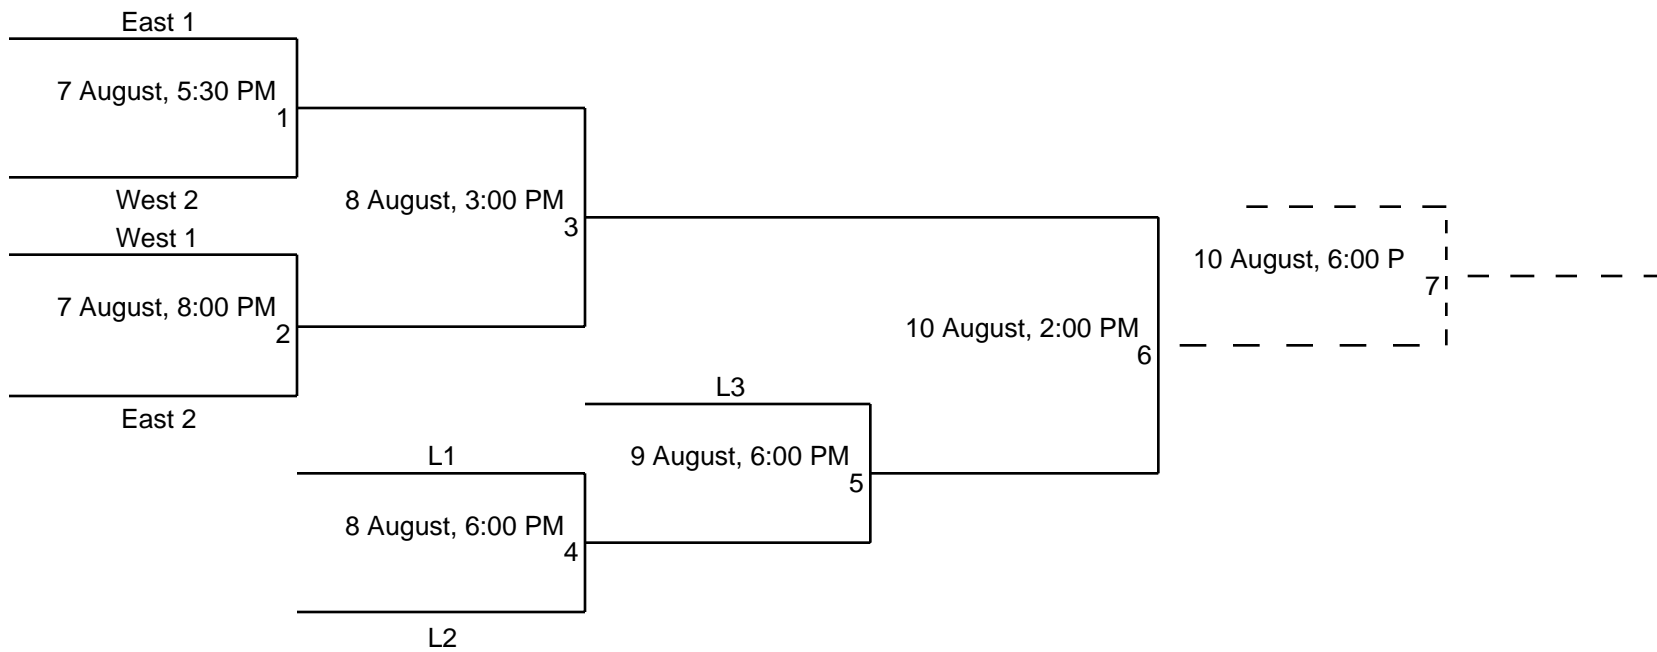 East 1
7 August, 5:30 PM
1
West 2
West 1
7 August, 8:00 PM
2
East 2
8 August, 3:00 PM
3
L1
8 August, 6:00 PM
4
L2
L3
9 August, 6:00 PM
5
10 August, 2:00 PM
6
10 August, 6:00 P
7